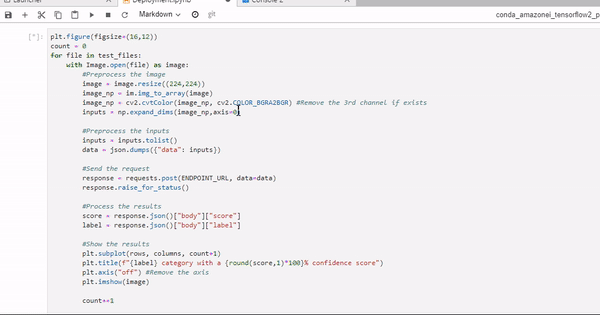 Launcher
Deployment.ipynb
Console 2
Markdown
git
conda_amazonei_tensorflow2_p
[*]:
plt.figure(figsize=(16,12))
count = 0
for file in test_files:
with Image.open(file) as image:
#Preprocess the image
image = image.resize((224,224))
image_np = im.img_to_array(image)
image_np = cv2.cvtColor(image_np, cv2.COLOR_BGRA2BGR) #Remove the 3rd channel if exists
inputs = np.expand_dims(image_np,axis=0)
#Preprocess the inputs
inputs = inputs.tolist()
data = json.dumps({"data": inputs})
#Send the request
response = requests.post(ENDPOINT_URL, data=data)
response.raise_for_status()
#Process the results
score = response.json()["body"]["score"]
label = response.json()["body"]["label"]
#Show the results
plt.subplot(rows, columns, count+1)
plt.title(f"{label} category with a {round(score,1)*100}% confidence score")
plt.axis("off") #Remove the axis
plt.imshow(image)
count+=1